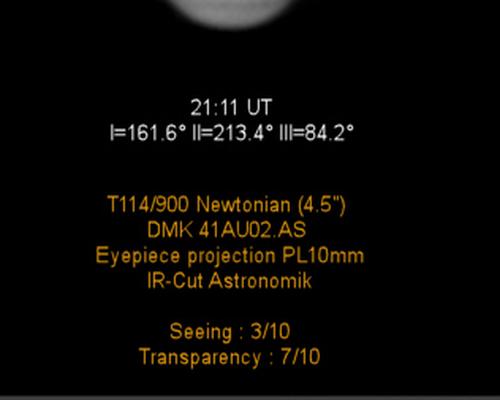 21:11 UT
I=161.6° II=213.4° III=84.2°
T114/900 Newtonian (4.5")
DMK 41AU02.AS
Eyepiece projection PL10mm
IR-Cut Astronomik
Seeing : 3/10
Transparency : 7/10